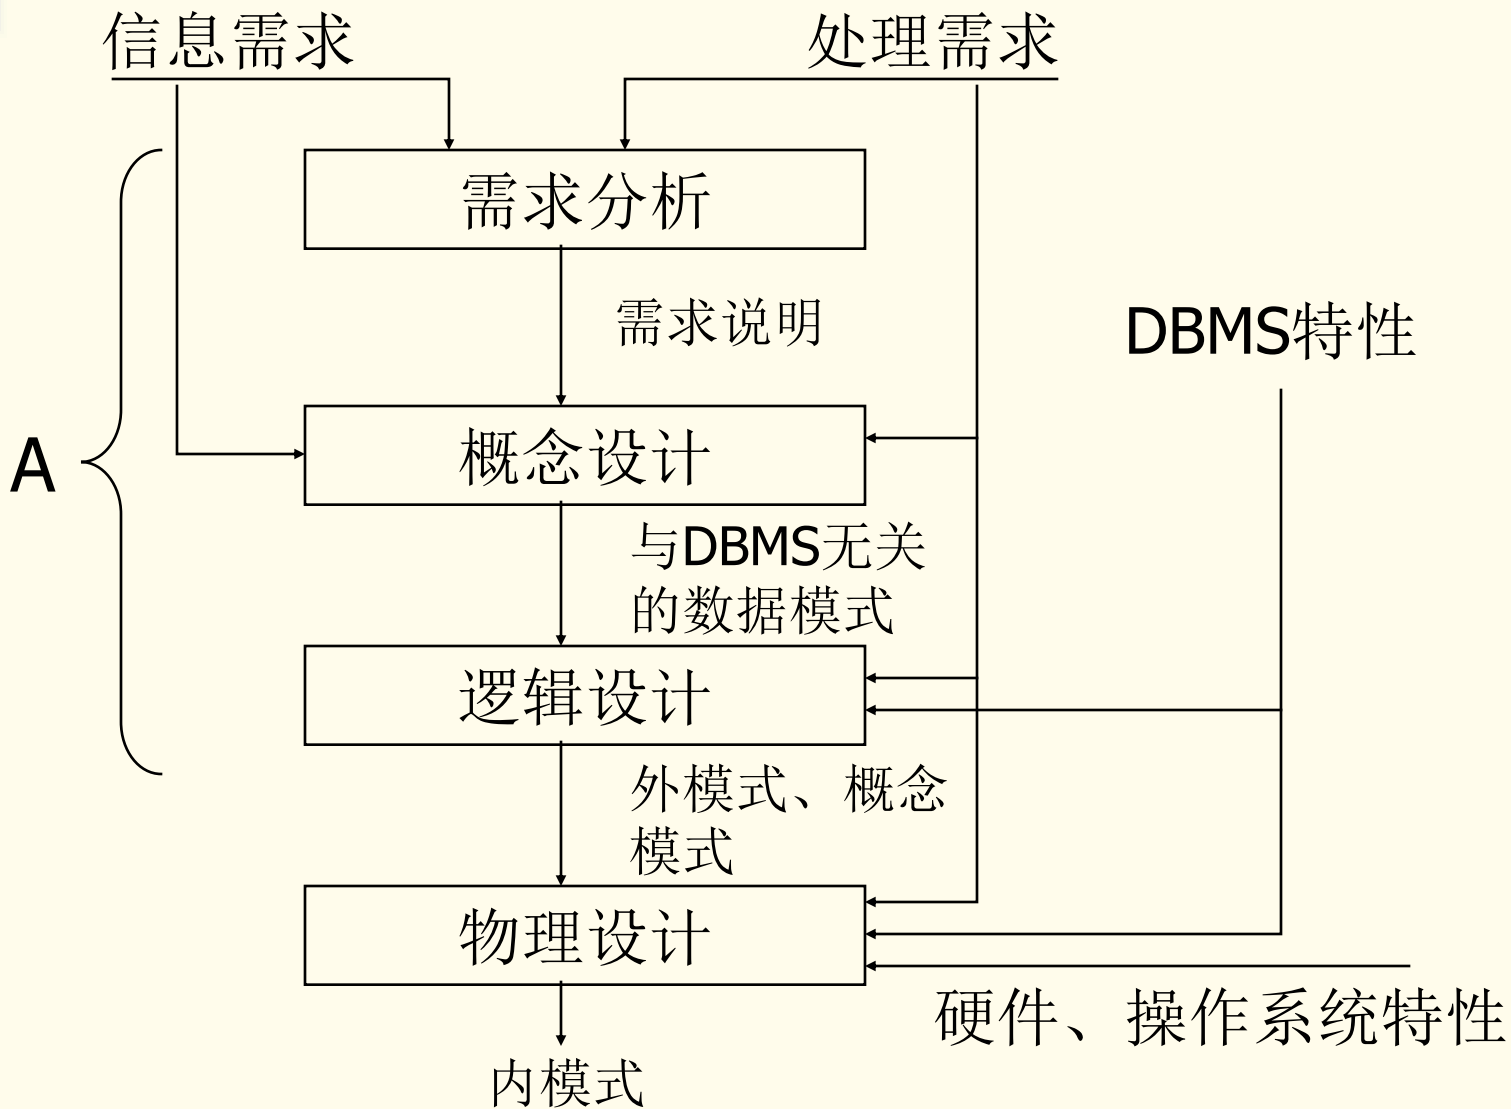 信息需求
处理需求
需求分析
需求说明
DBMS特性
概念设计
A
与DBMS无关
的数据模式
逻辑设计
外模式、概念
模式
物理设计
硬件、操作系统特性
内模式